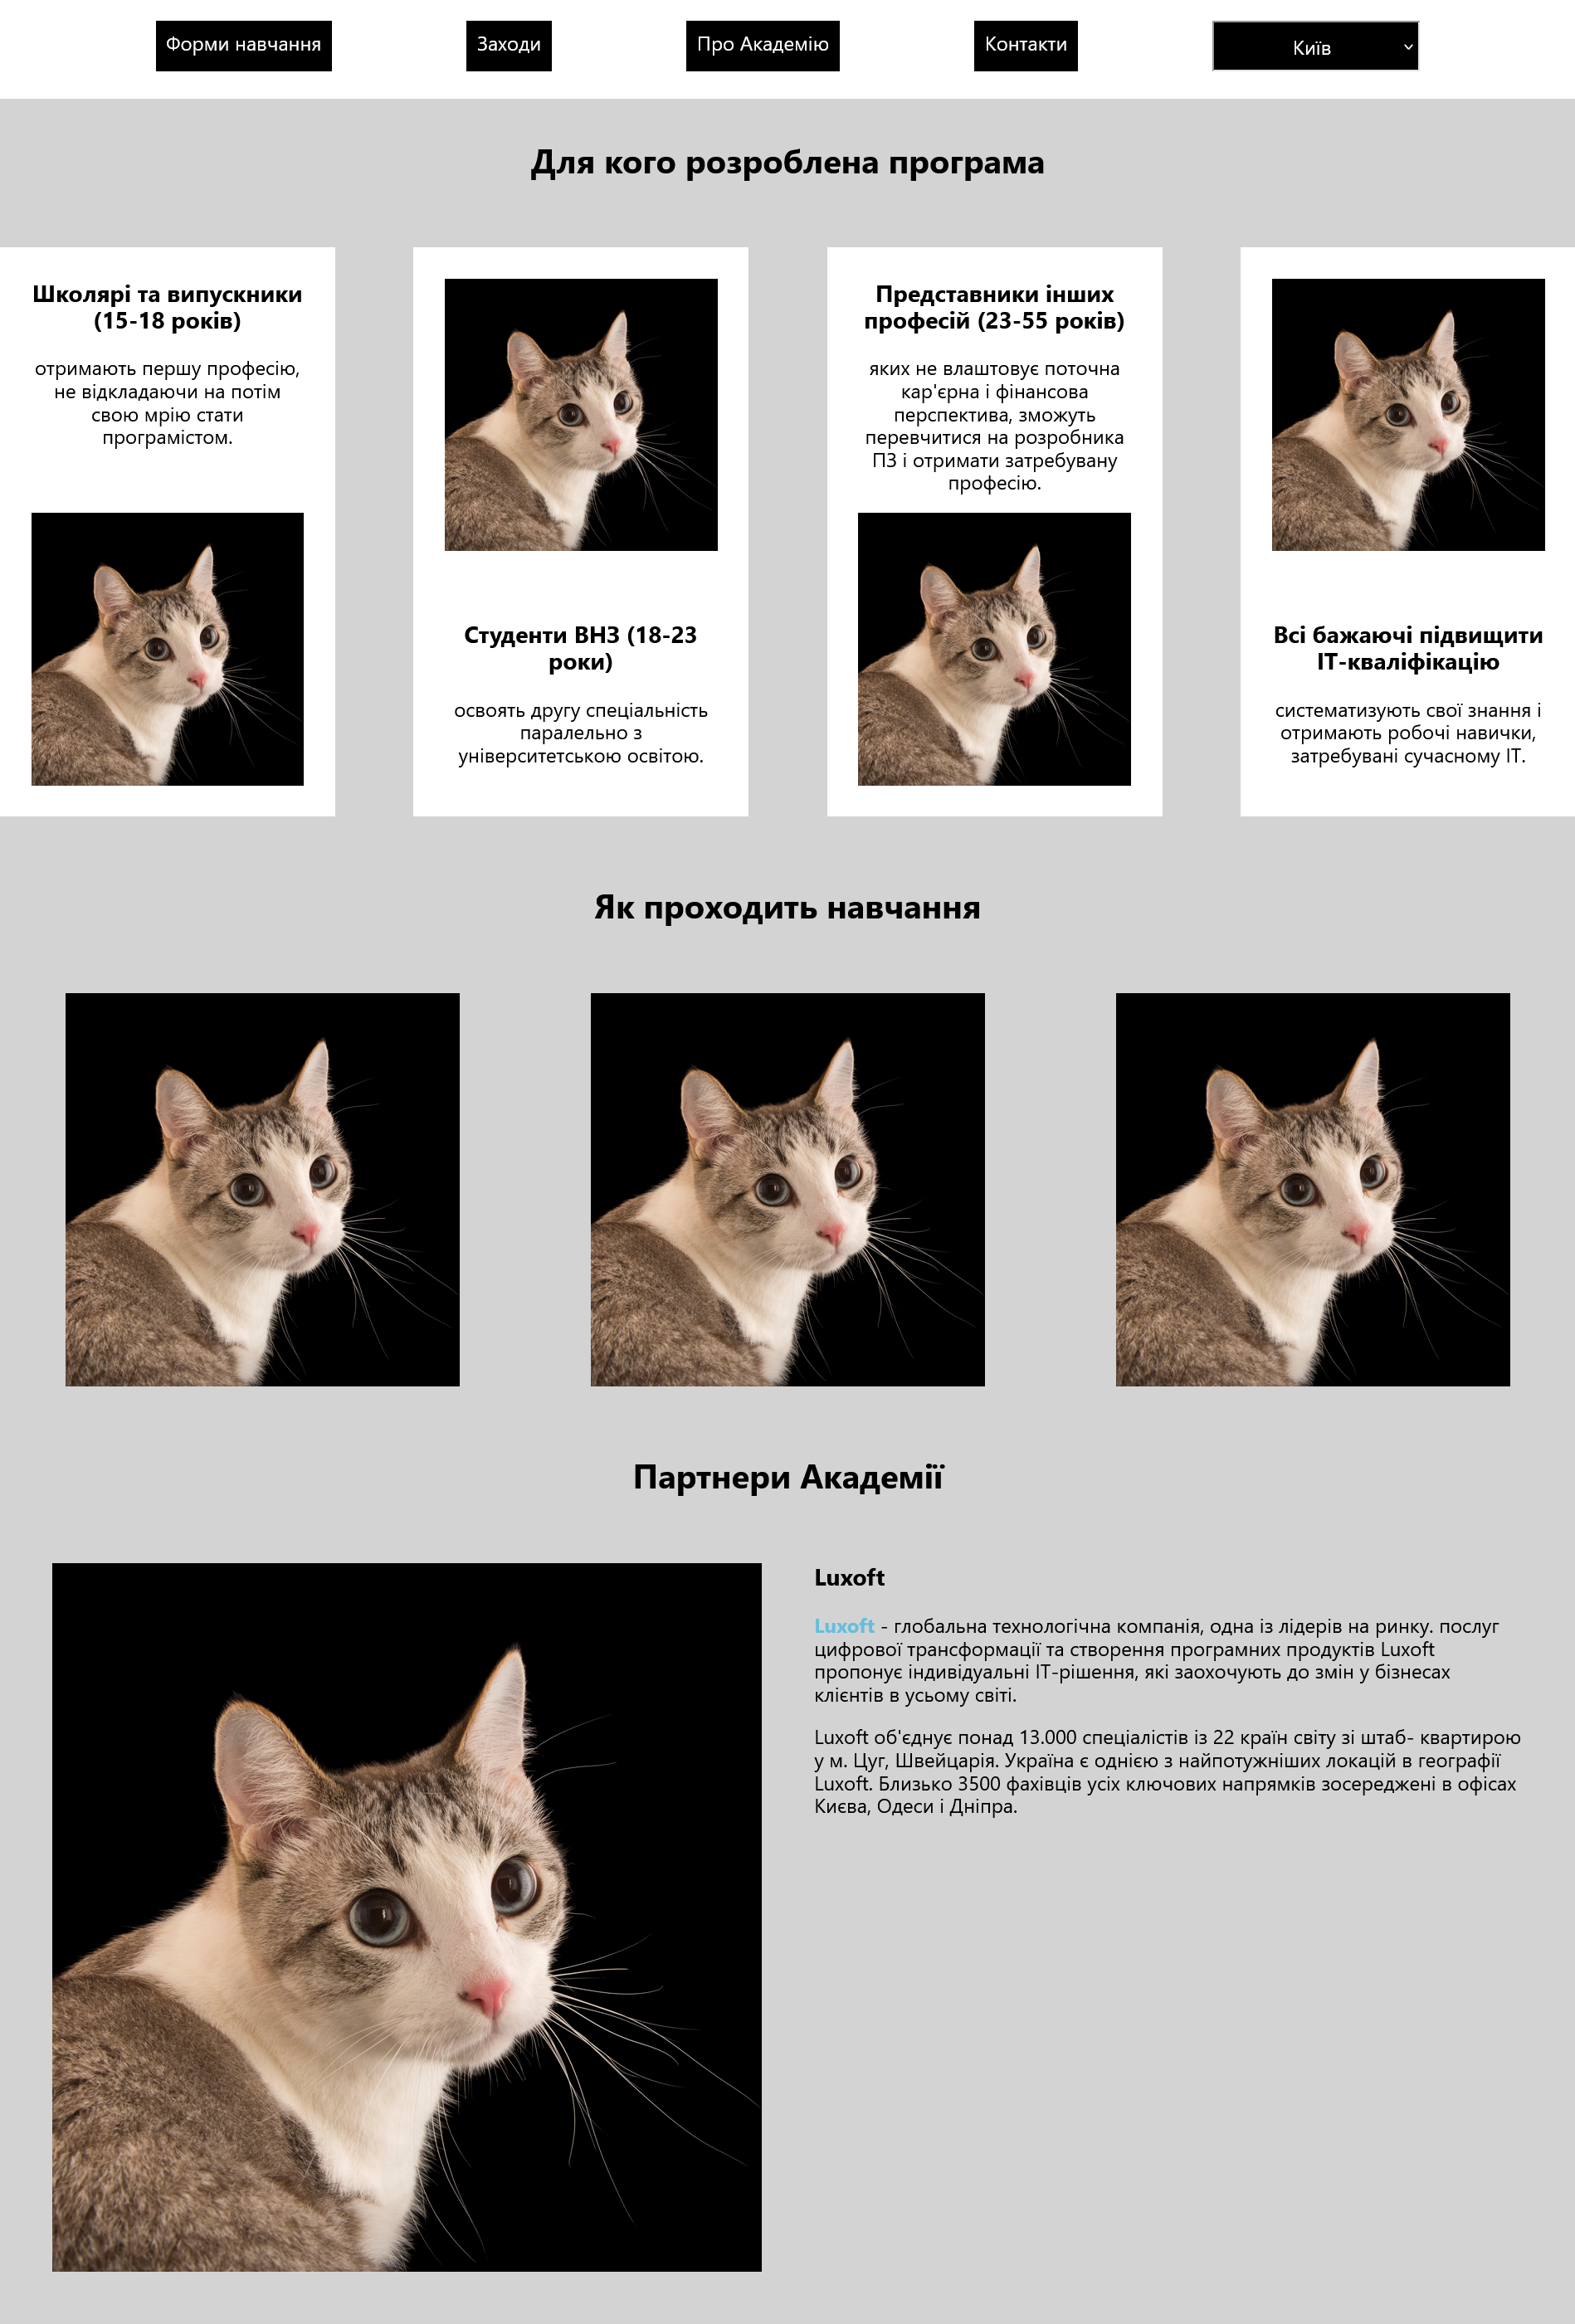 Форми навчання
Заходи
Про Академію
Контакти
Київ
Для кого розроблена програма
Школярі та випускники
(15-18 років)
отримають першу професію,
не відкладаючи на потім
свою мрію стати
програмістом.
Студенти ВНЗ (18-23
роки)
освоять другу спеціальність
паралельно з
університетською освітою.
Представники інших
професій (23-55 років)
яких не влаштовує поточна
кар'єрна і фінансова
перспектива, зможуть
перевчитися на розробника
ПЗ і отримати затребувану
професію.
Всі бажаючі підвищити
ІТ-кваліфікацію
систематизують свої знання і
отримають робочі навички,
затребувані сучасному ІТ.
Як проходить навчання
Партнери Академії
Luxoft
Luxoft - глобальна технологічна компанія, одна із лідерів на ринку. послуг
цифрової трансформації та створення програмних продуктів Luxoft
пропонує індивідуальні ІТ-рішення, які заохочують до змін у бізнесах
клієнтів в усьому світі.
Luxoft об'єднує понад 13.000 спеціалістів із 22 країн світу зі штаб- квартирою
у м. Цуг, Швейцарія. Україна є однією з найпотужніших локацій в географії
Luxoft. Близько 3500 фахівців усіх ключових напрямків зосереджені в офісах
Києва, Одеси і Дніпра.